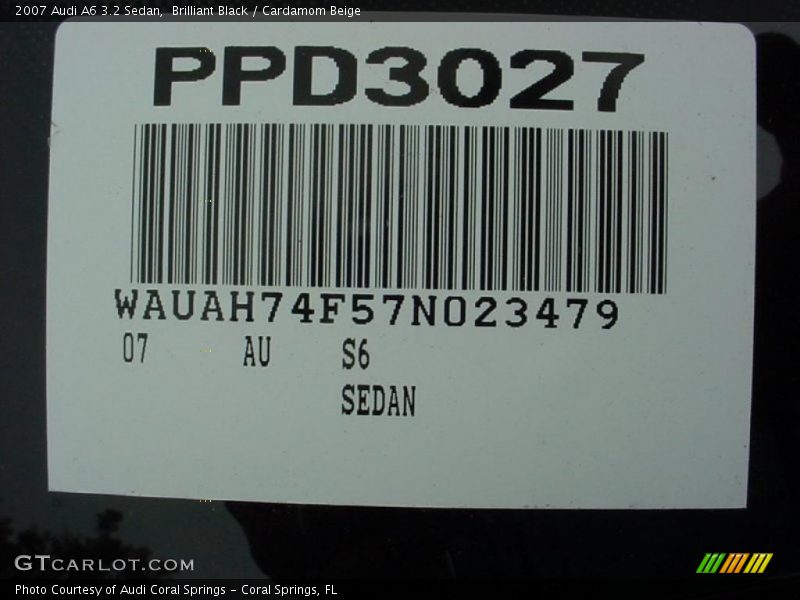 2007 Audi A6 3.2 Sedan,  Brilliant Black / Cardamom Beige
PPD3027
WAUAH74F57N023479
07 AU S6
SEDAN
GTCARLOT.COM
Photo Courtesy of Audi Coral Springs - Coral Springs, FL